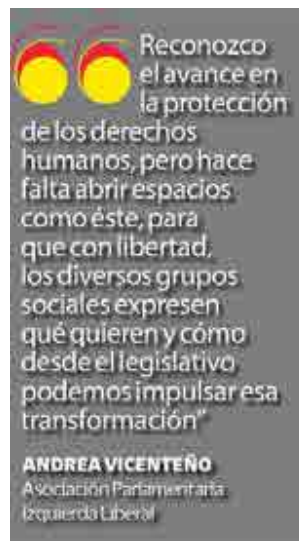 Reconozco
el avance en
la protección
de los derechos
humanos, pero hace
falta abrir espacios
como éste, para
que con libertad,
los diversos grupos
sociales expresen
qué quieren y cómo
desde el legislativo
podemos impulsar esa
transformación"
ANDREA VICENTEÑO
Asociación Parlamentaria
Izquierda Liberal